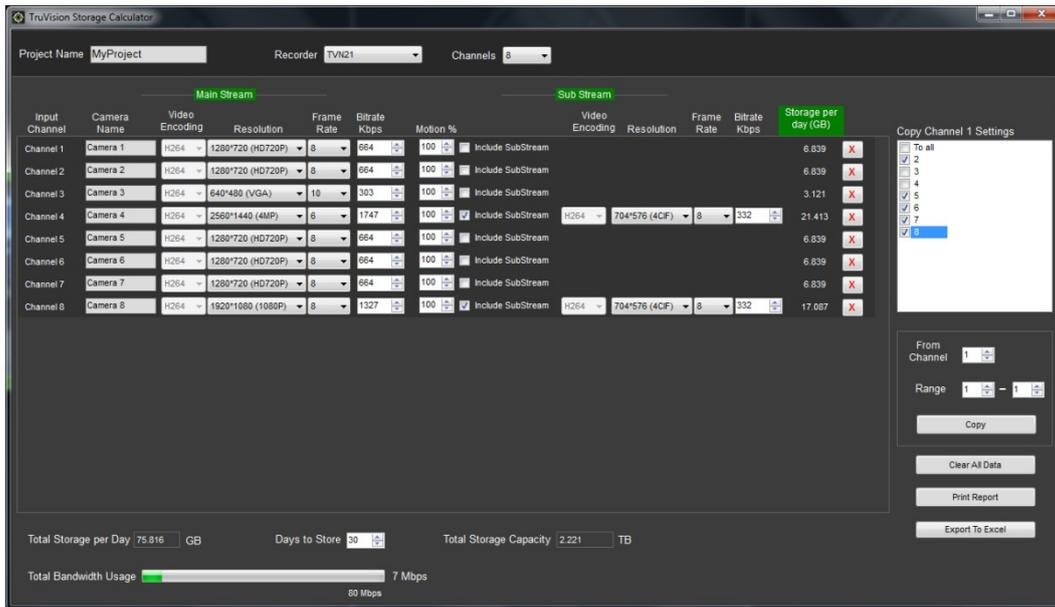 TruVision Storage Calculator
Project Name MyProject Recorder TVN21 Channels 8
Main Stream Sub Stream
Input Channel Camera Name Video Encoding Resolution Frame Rate Bitrate Kbps Motion % Video Encoding Resolution Frame Rate Bitrate Kbps Storage per day (GB)
Channel 1 Camera 1 H264 1280*720 (HD720P) 8 664 100 Include SubStream 6.839 X
Channel 2 Camera 2 H264 1280*720 (HD720P) 8 664 100 Include SubStream 6.839 X
Channel 3 Camera 3 H264 640*480 (VGA) 10 303 100 Include SubStream 3.121 X
Channel 4 Camera 4 H264 2560*1440 (4MP) 6 1747 100 Include SubStream H264 704*576 (4CIF) 8 332 21.413 X
Channel 5 Camera 5 H264 1280*720 (HD720P) 8 664 100 Include SubStream 6.839 X
Channel 6 Camera 6 H264 1280*720 (HD720P) 8 664 100 Include SubStream 6.839 X
Channel 7 Camera 7 H264 1280*720 (HD720P) 8 664 100 Include SubStream 6.839 X
Channel 8 Camera 8 H264 1920*1080 (1080P) 8 1327 100 Include SubStream H264 704*576 (4CIF) 8 332 17.087 X
Copy Channel 1 Settings
To all
2
3
4
5
6
7
8
From Channel 1
Range 1 - 1
Copy
Clear All Data
Print Report
Export To Excel
Total Storage per Day 75.816 GB Days to Store 30 Total Storage Capacity 2.221 TB
Total Bandwidth Usage 7 Mbps
80 Mbps